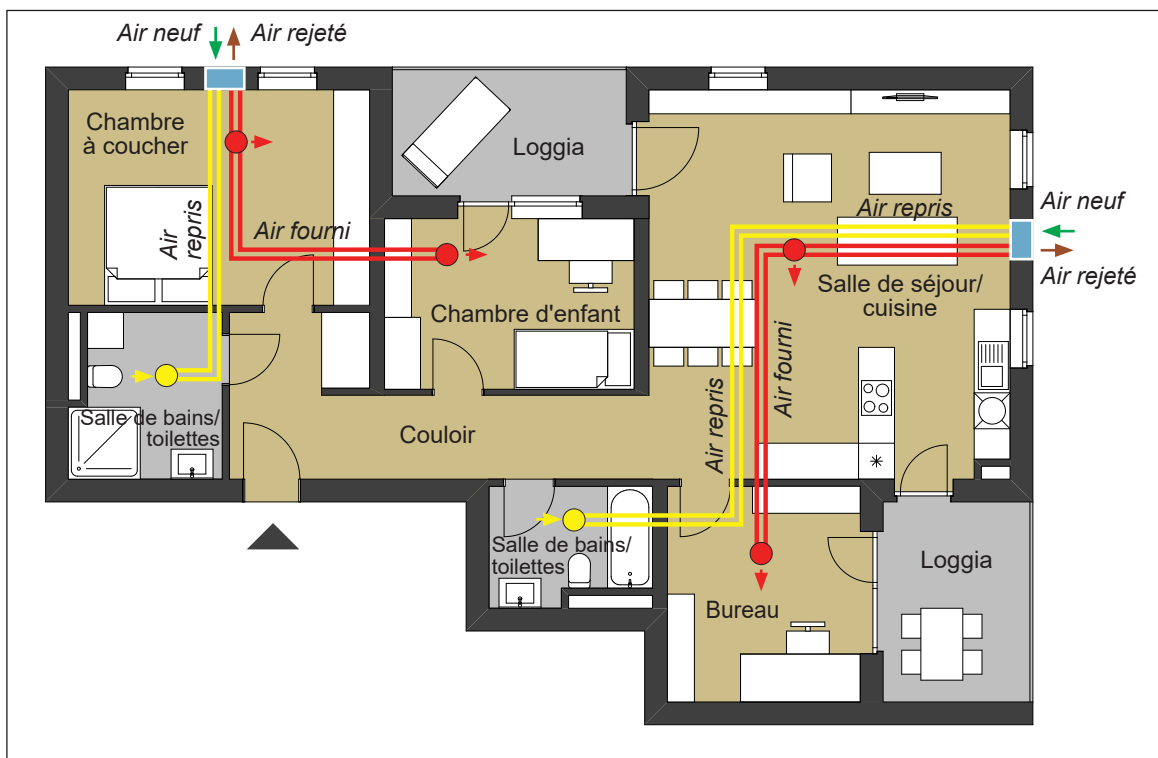 Air neuf
Air rejeté
Chambre
à coucher
Loggia
Air repris
Air neuf
Air rejeté
Air
repris
Air fourni
Salle de séjour/
cuisine
Chambre d'enfant
Air fourni
Air repris
Salle de bains/
toilettes
Couloir
Salle de bains/
toilettes
Bureau
Loggia